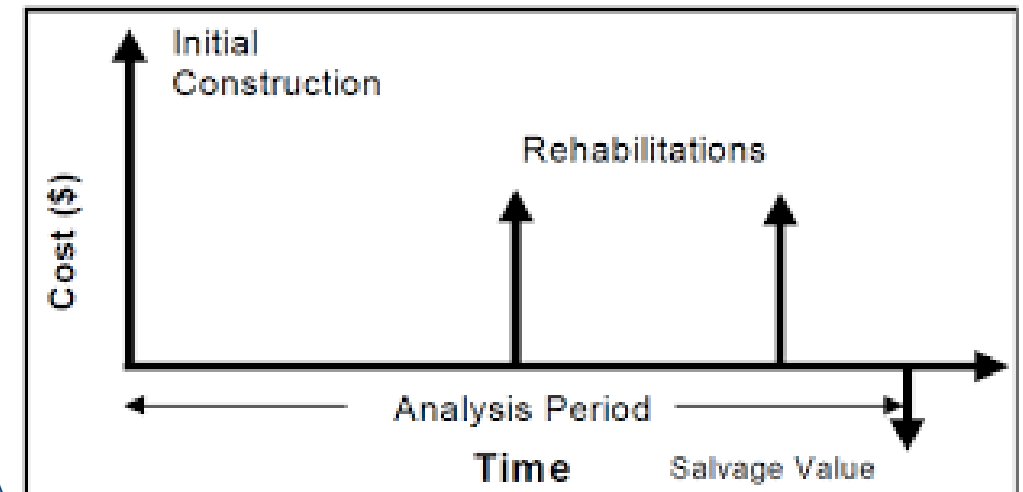 Initial
Construction
Rehabilitations
Cost ($)
Analysis Period
Time
Salvage Value